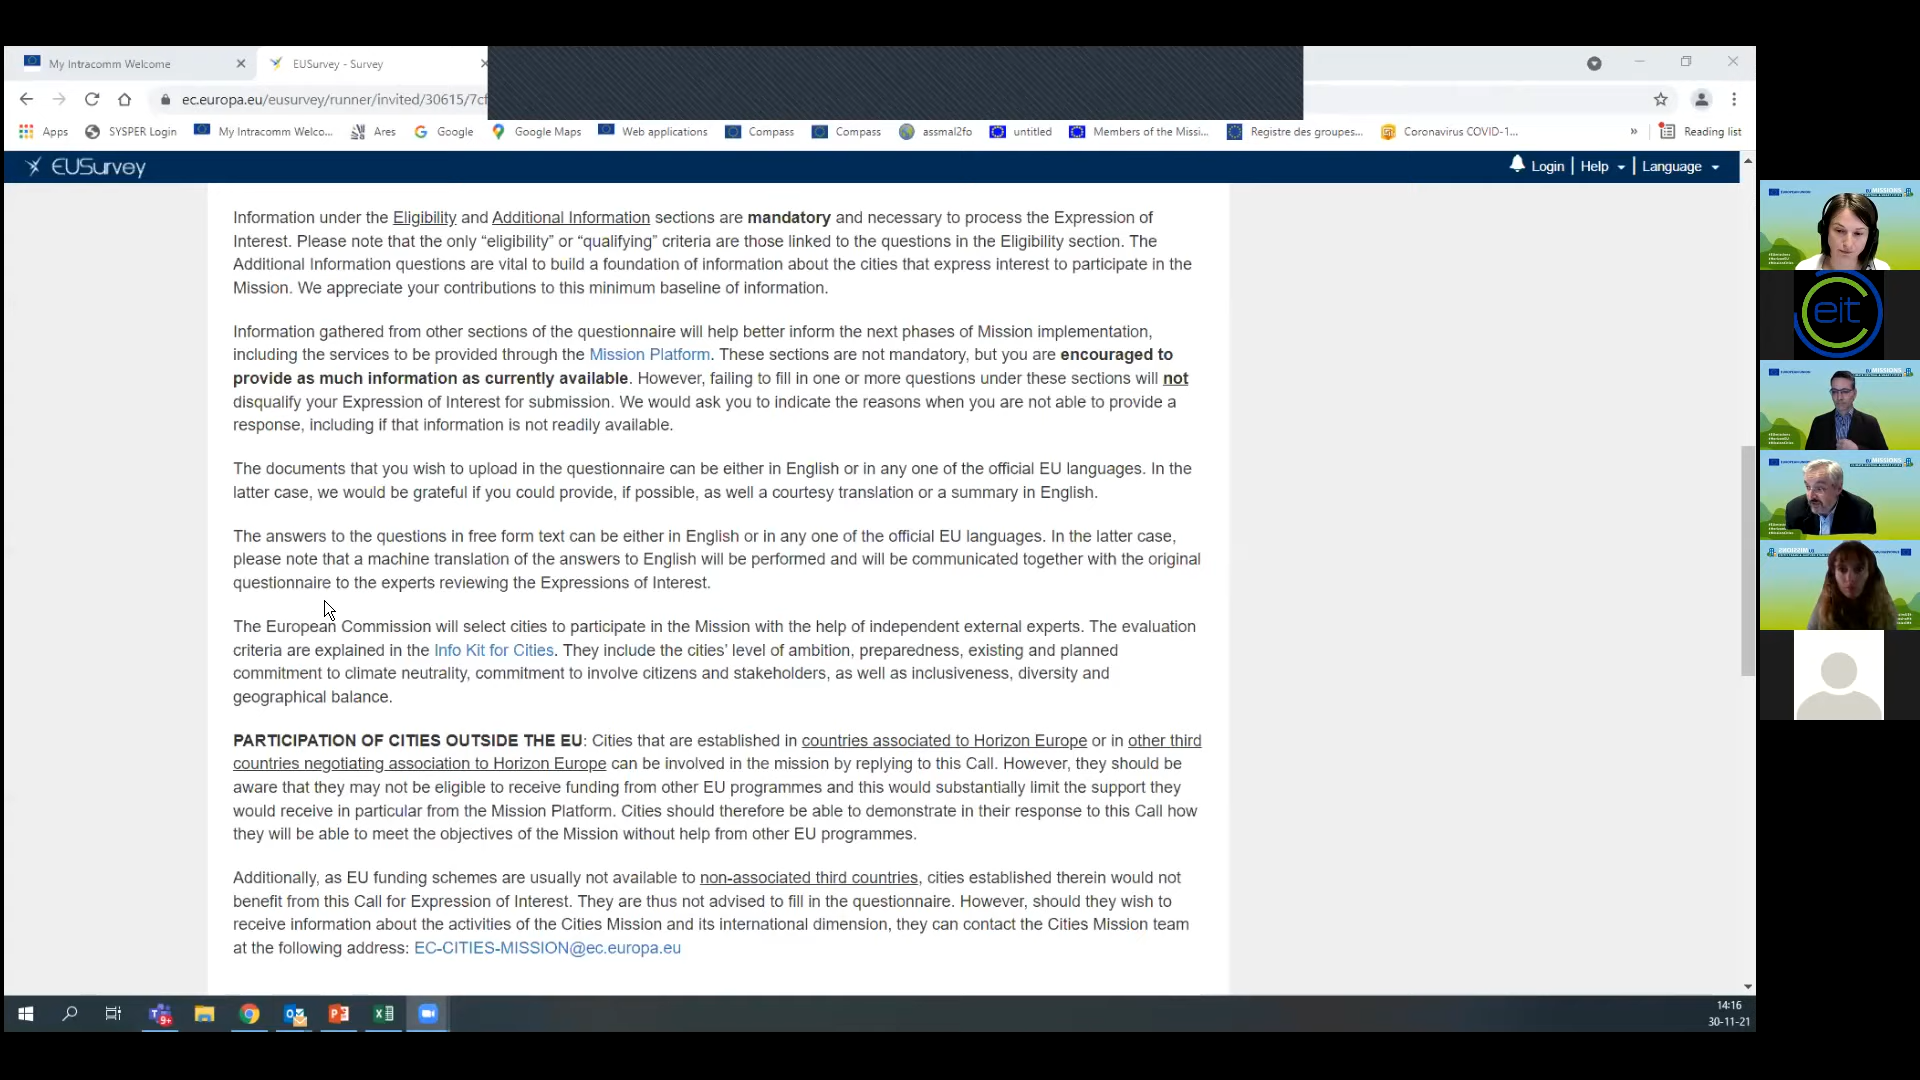 My Intracomm Welcome
EUSurvey - Survey
ec.europa.eu/eusurvey/runner/invited/30615/7cf
Apps SYSPER Login My Intracomm Welco... Ares Google Google Maps Web applications Compass Compass assmal2fo untitled Members of the Missi... Registre des groupes... Coronavirus COVID-1... » Reading list
EUSurvey Login | Help | Language
Information under the Eligibility and Additional Information sections are mandatory and necessary to process the Expression of
Interest. Please note that the only “eligibility” or “qualifying” criteria are those linked to the questions in the Eligibility section. The
Additional Information questions are vital to build a foundation of information about the cities that express interest to participate in the
Mission. We appreciate your contributions to this minimum baseline of information.
Information gathered from other sections of the questionnaire will help better inform the next phases of Mission implementation,
including the services to be provided through the Mission Platform. These sections are not mandatory, but you are encouraged to
provide as much information as currently available. However, failing to fill in one or more questions under these sections will not
disqualify your Expression of Interest for submission. We would ask you to indicate the reasons when you are not able to provide a
response, including if that information is not readily available.
The documents that you wish to upload in the questionnaire can be either in English or in any one of the official EU languages. In the
latter case, we would be grateful if you could provide, if possible, as well a courtesy translation or a summary in English.
The answers to the questions in free form text can be either in English or in any one of the official EU languages. In the latter case,
please note that a machine translation of the answers to English will be performed and will be communicated together with the original
questionnaire to the experts reviewing the Expressions of Interest.
The European Commission will select cities to participate in the Mission with the help of independent external experts. The evaluation
criteria are explained in the Info Kit for Cities. They include the cities’ level of ambition, preparedness, existing and planned
commitment to climate neutrality, commitment to involve citizens and stakeholders, as well as inclusiveness, diversity and
geographical balance.
PARTICIPATION OF CITIES OUTSIDE THE EU: Cities that are established in countries associated to Horizon Europe or in other third
countries negotiating association to Horizon Europe can be involved in the mission by replying to this Call. However, they should be
aware that they may not be eligible to receive funding from other EU programmes and this would substantially limit the support they
would receive in particular from the Mission Platform. Cities should therefore be able to demonstrate in their response to this Call how
they will be able to meet the objectives of the Mission without help from other EU programmes.
Additionally, as EU funding schemes are usually not available to non-associated third countries, cities established therein would not
benefit from this Call for Expression of Interest. They are thus not advised to fill in the questionnaire. However, should they wish to
receive information about the activities of the Cities Mission and its international dimension, they can contact the Cities Mission team
at the following address: EC-CITIES-MISSION@ec.europa.eu
14:16
30-11-21
MISSIONS
eit
MISSIONS
MISSIONS